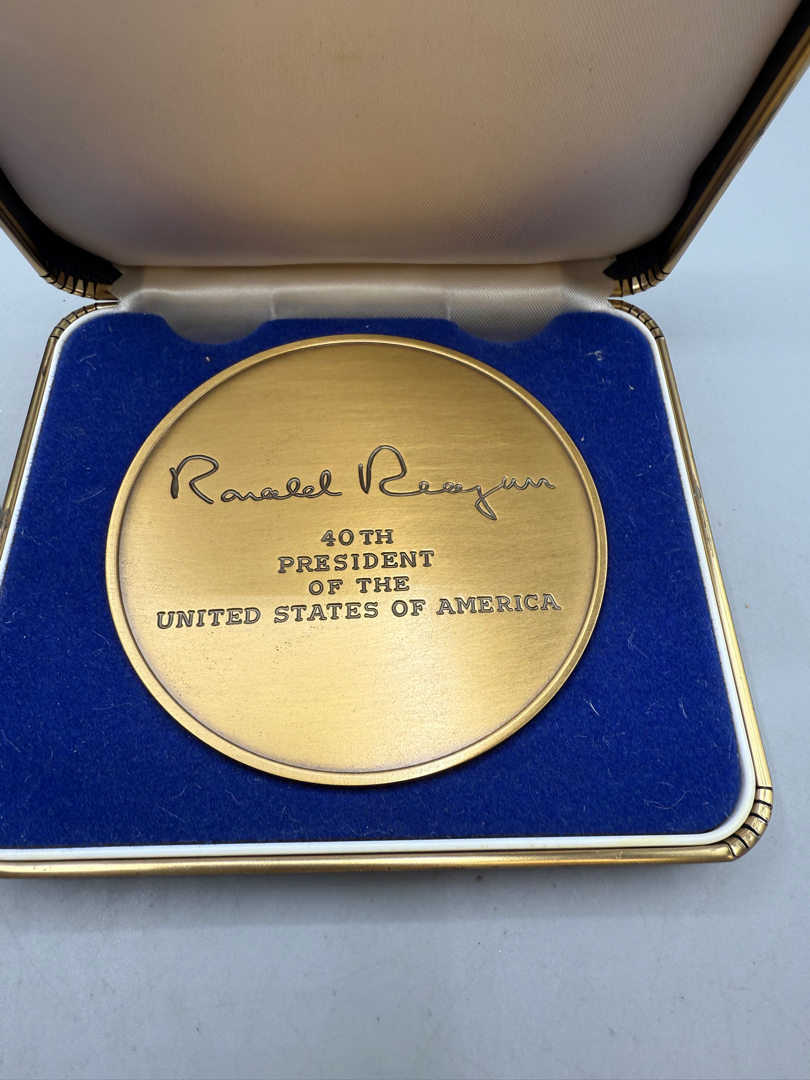 Ronald Reagan
40TH
PRESIDENT
OF THE
UNITED STATES OF AMERICA